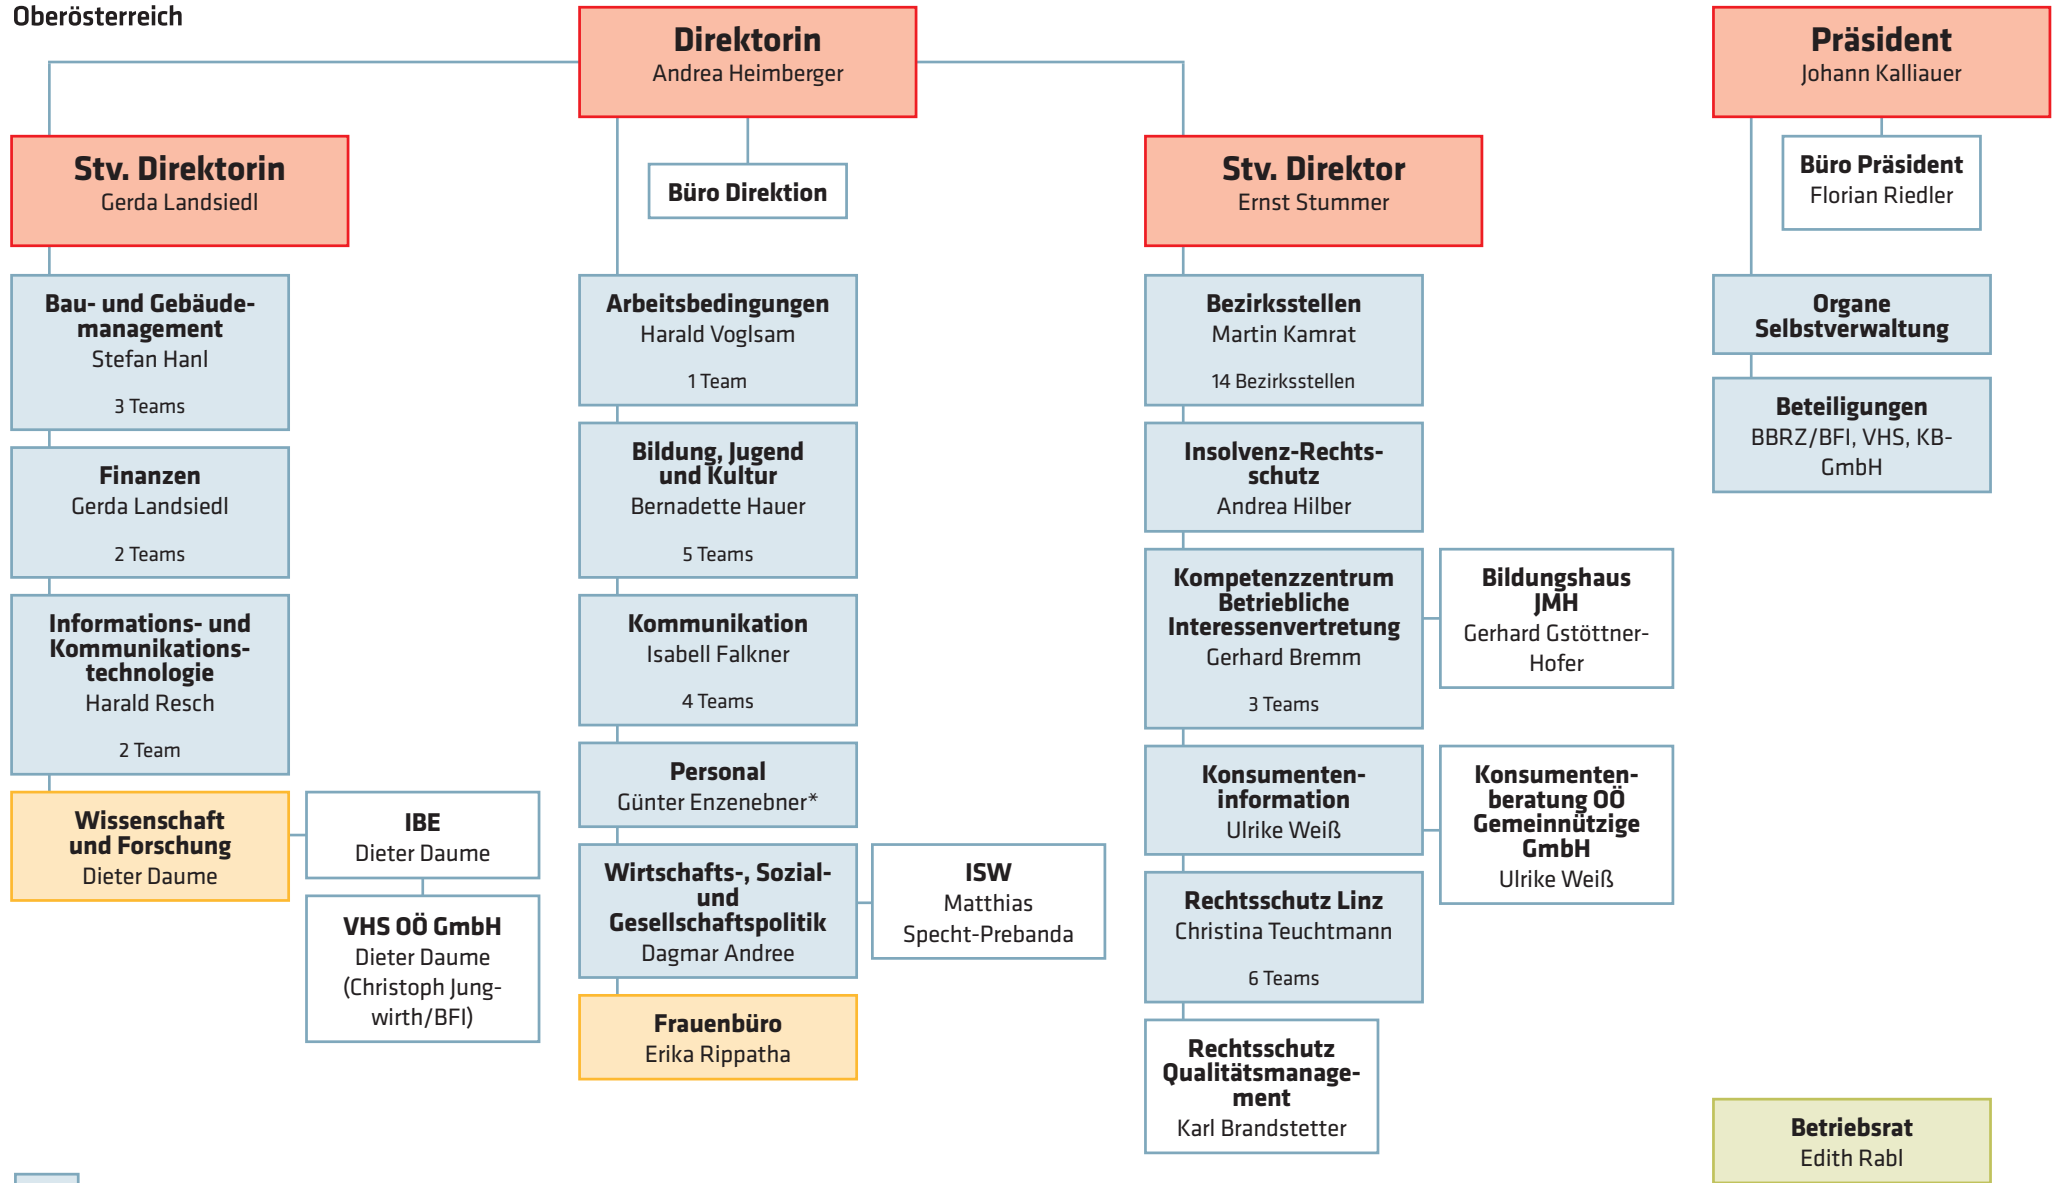 Oberösterreich
Direktorin
Andrea Heimberger
Präsident
Johann Kalliauer
Stv. Direktorin
Gerda Landsiedl
Büro Direktion
Stv. Direktor
Ernst Stummer
Büro Präsident
Florian Riedler
Bau- und Gebäude-
management
Stefan Hanl
3 Teams
Finanzen
Gerda Landsiedl
2 Teams
Informations- und
Kommunikations-
technologie
Harald Resch
2 Team
Wissenschaft
und Forschung
Dieter Daume
IBE
Dieter Daume
VHS OÖ GmbH
Dieter Daume
(Christoph Jung-
wirth/BFI)
Arbeitsbedingungen
Harald Voglsam
1 Team
Bildung, Jugend
und Kultur
Bernadette Hauer
5 Teams
Kommunikation
Isabell Falkner
4 Teams
Personal
Günter Enzenebner*
Wirtschafts-, Sozial-
und
Gesellschaftspolitik
Dagmar Andree
ISW
Matthias
Specht-Prebanda
Frauenbüro
Erika Rippatha
Bezirksstellen
Martin Kamrat
14 Bezirksstellen
Insolvenz-Rechts-
schutz
Andrea Hilber
Kompetenzzentrum
Betriebliche
Interessenvertretung
Gerhard Bremm
3 Teams
Bildungshaus
JMH
Gerhard Gstöttner-
Hofer
Konsumenten-
information
Ulrike Weiß
Konsumenten-
beratung OÖ
Gemeinnützige
GmbH
Ulrike Weiß
Rechtsschutz Linz
Christina Teuchtmann
6 Teams
Rechtsschutz
Qualitätsmanage-
ment
Karl Brandstetter
Organe
Selbstverwaltung
Beteiligungen
BBRZ/BFI, VHS, KB-
GmbH
Betriebsrat
Edith Rabl